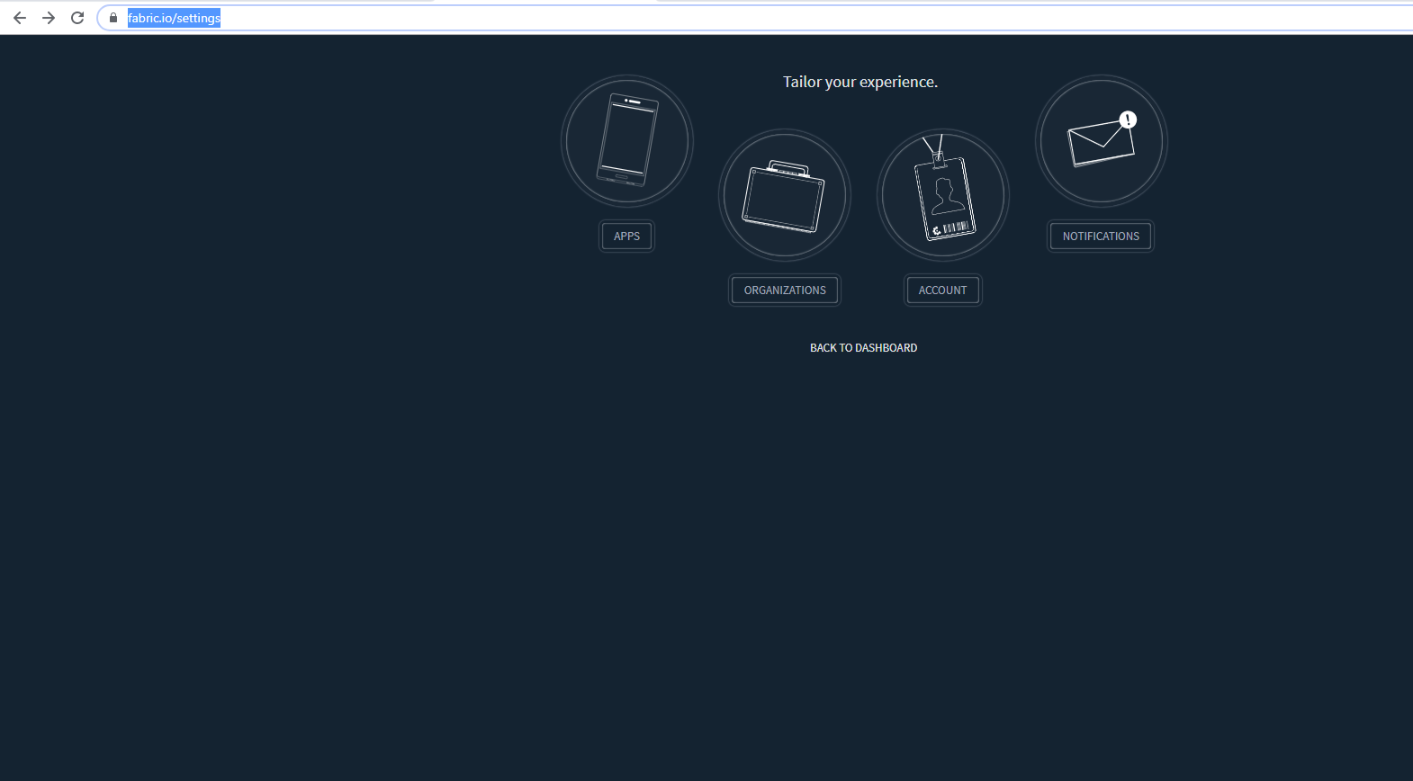 fabric.io/settings
Tailor your experience.
APPS
NOTIFICATIONS
ORGANIZATIONS
ACCOUNT
BACK TO DASHBOARD